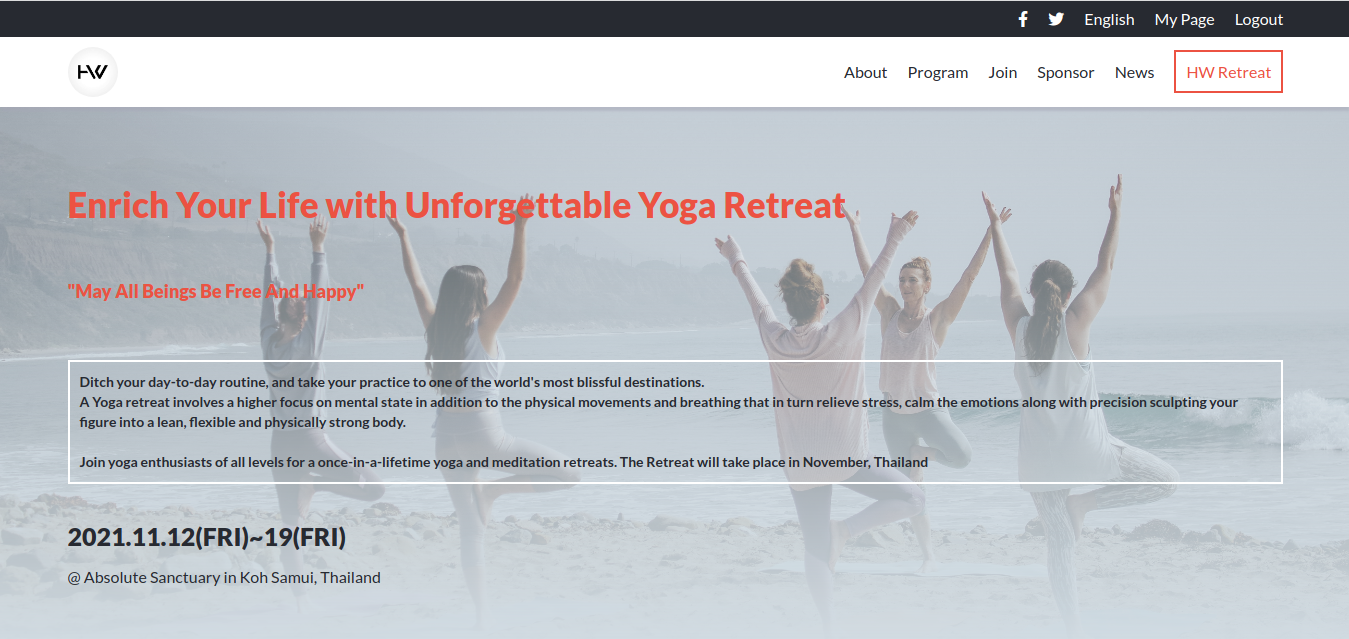 English My Page Logout
HW
About Program Join Sponsor News HW Retreat
Enrich Your Life with Unforgettable Yoga Retreat
"May All Beings Be Free And Happy"
Ditch your day-to-day routine, and take your practice to one of the world's most blissful destinations.
A Yoga retreat involves a higher focus on mental state in addition to the physical movements and breathing that in turn relieve stress, calm the emotions along with precision sculpting your
figure into a lean, flexible and physically strong body.
Join yoga enthusiasts of all levels for a once-in-a-lifetime yoga and meditation retreats. The Retreat will take place in November, Thailand
2021.11.12(FRI)~19(FRI)
@ Absolute Sanctuary in Koh Samui, Thailand